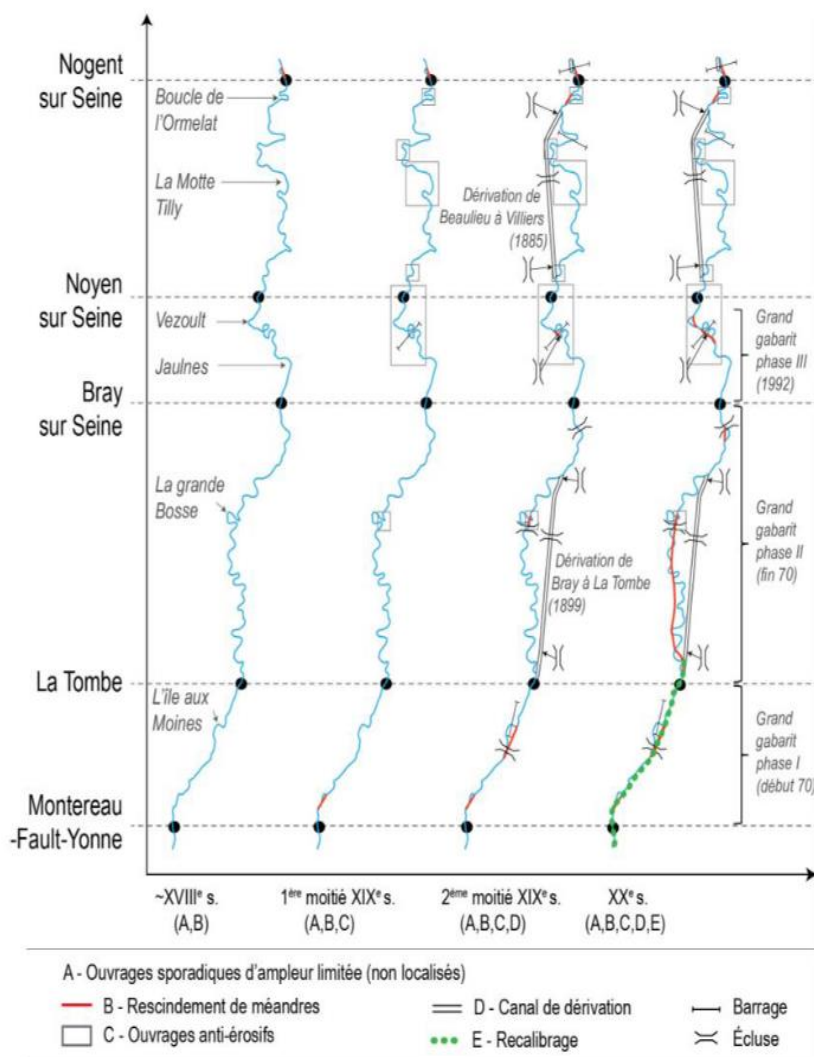 Nogent
sur Seine
Boucle de
l'Ormelat
La Motte
Tilly
Dérivation de
Beaulieu à Villiers
(1885)
Noyen
sur Seine
Vezoult
Jaulnes
Grand
gabarit
phase III
(1992)
Bray
sur Seine
La grande
Bosse
Dérivation de
Bray à La Tombe
(1899)
Grand
gabarit
phase II
(fin 70)
La Tombe
L'île aux
Moines
Grand
gabarit
phase I
(début 70)
Montereau
-Fault-Yonne
~XVIIIe s.
(A,B)
1ère moitié XIXe s.
(A,B,C)
2ème moitié XIXe s.
(A,B,C,D)
XXe s.
(A,B,C,D,E)
A - Ouvrages sporadiques d'ampleur limitée (non localisés)
B - Rescindement de méandres
D - Canal de dérivation
Barrage
C - Ouvrages anti-érosifs
E - Recalibrage
Écluse